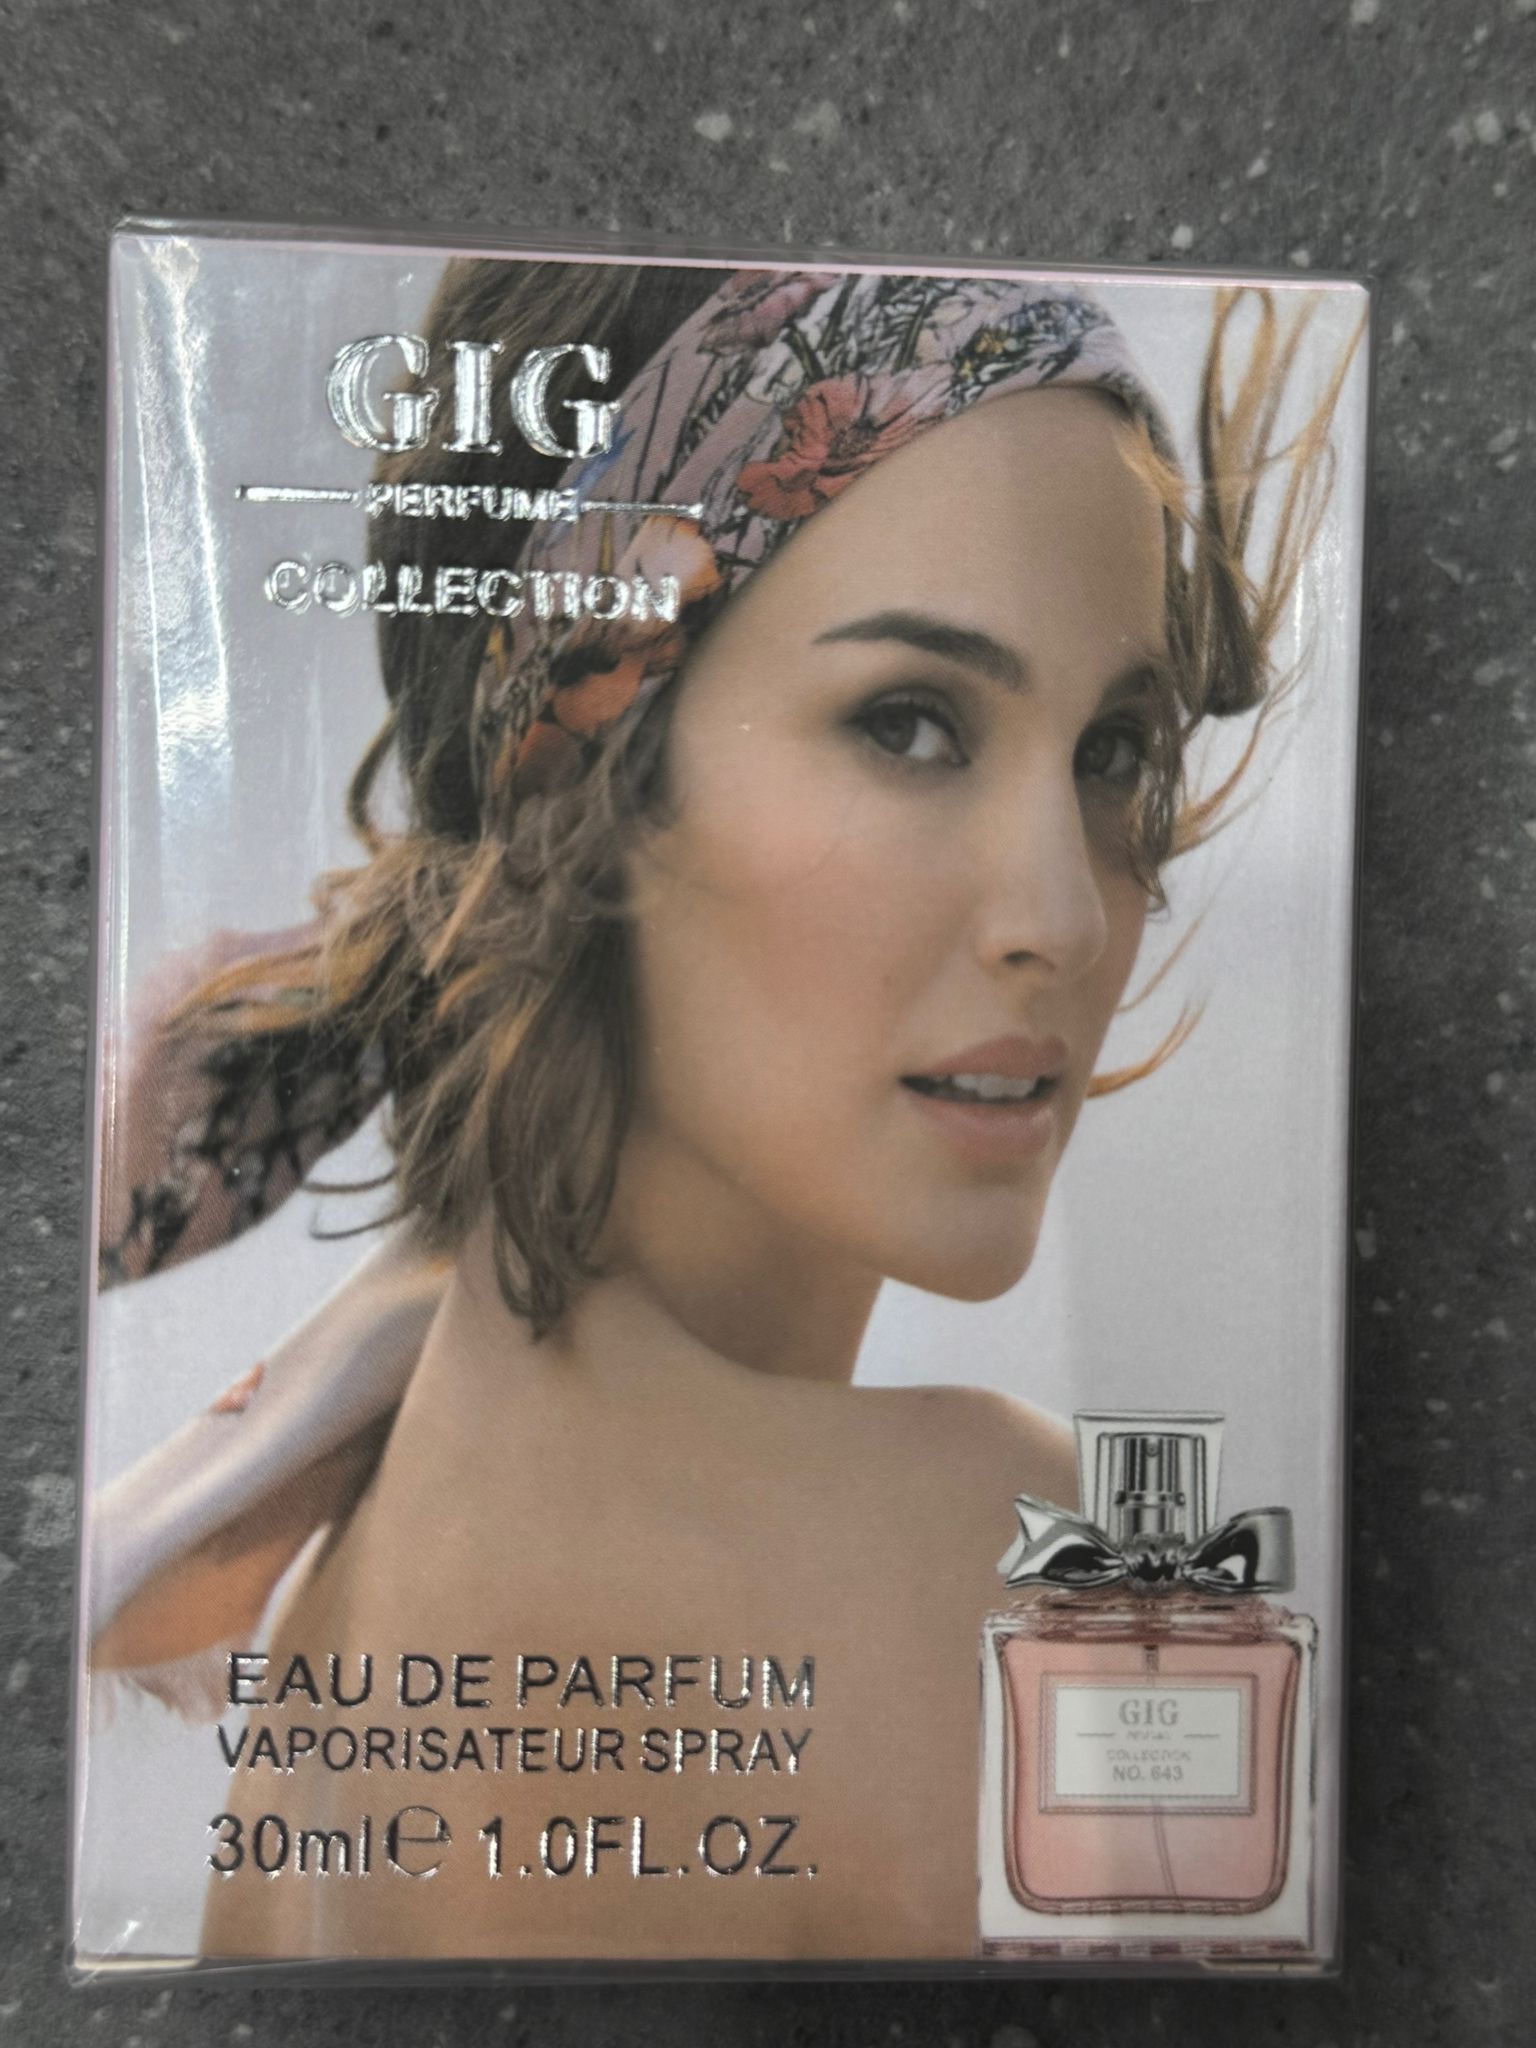 GIG
PERFUME
COLLECTION
EAU DE PARFUM
VAPORISATEUR SPRAY
30ml℮ 1.0FL.OZ.
GIG
COLLECTION
NO. 643